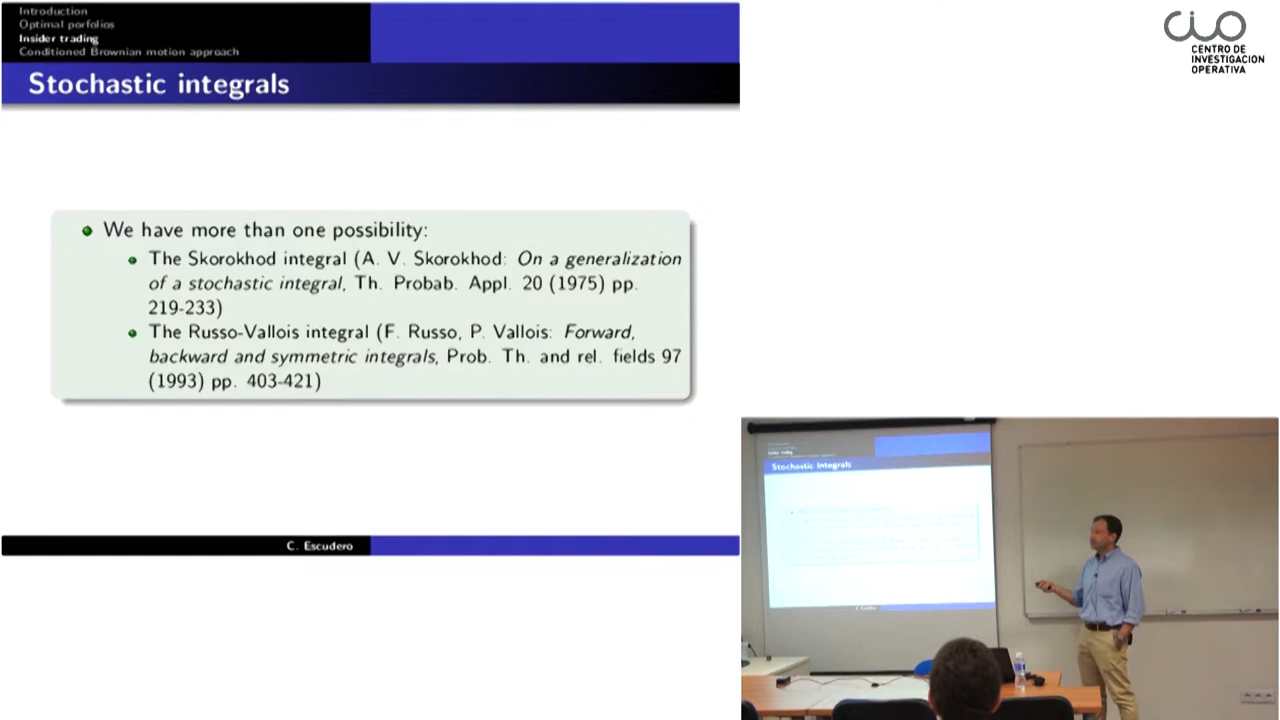 Introduction
Optimal porfolios
Insider trading
Conditioned Brownian motion approach
Stochastic integrals
We have more than one possibility:
The Skorokhod integral (A. V. Skorokhod: On a generalization
of a stochastic integral, Th. Probab. Appl. 20 (1975) pp.
219-233)
The Russo-Vallois integral (F. Russo, P. Vallois: Forward,
backward and symmetric integrals, Prob. Th. and rel. fields 97
(1993) pp. 403-421)
C. Escudero
CIO
CENTRO DE
INVESTIGACION
OPERATIVA
Stochastic integrals